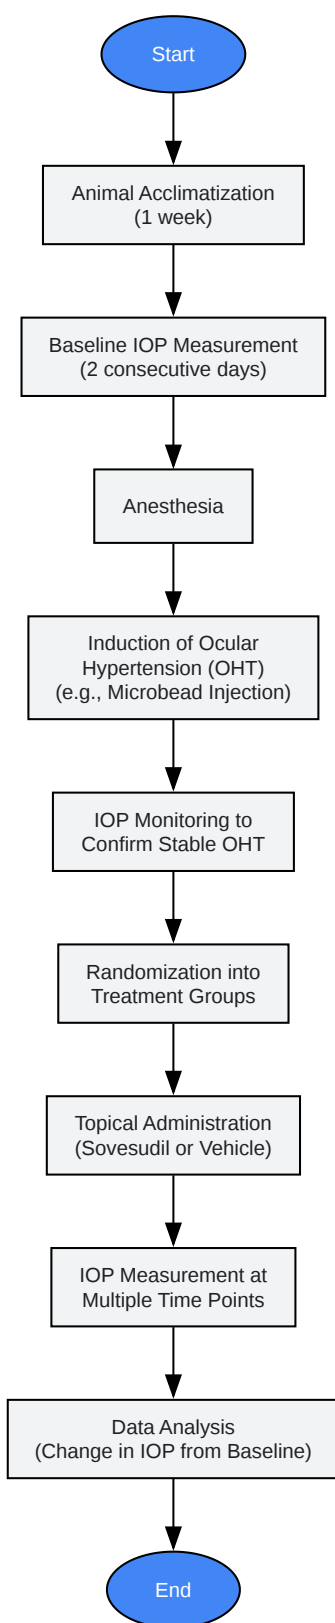 Start
Animal Acclimatization
(1 week)
Baseline IOP Measurement
(2 consecutive days)
Anesthesia
Induction of Ocular
Hypertension (OHT)
(e.g., Microbead Injection)
IOP Monitoring to
Confirm Stable OHT
Randomization into
Treatment Groups
Topical Administration
(Sovesudil or Vehicle)
IOP Measurement at
Multiple Time Points
Data Analysis
(Change in IOP from Baseline)
End